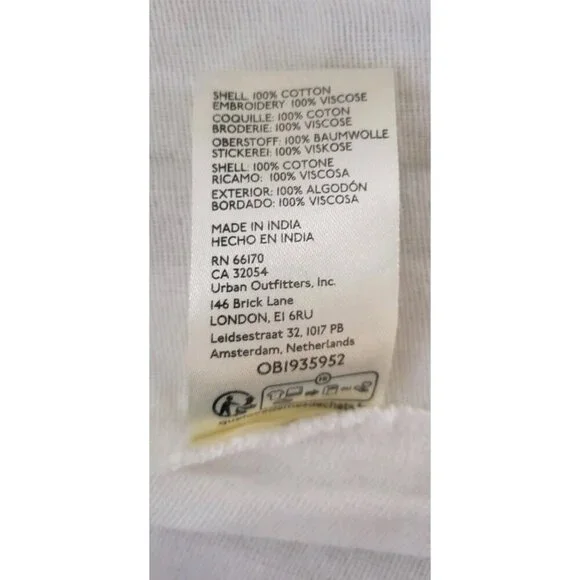 SHELL: 100% COTTON
EMBROIDERY 100% VISCOSE
COQUILLE: 100% COTON
BRODERIE: 100% VISCOSE
OBERSTOFF: 100% BAUMWOLLE
STICKEREI: 100% VISKOSE
SHELL: 100% COTONE
RICAMO: 100% VISCOSA
EXTERIOR: 100% ALGODÓN
BORDADO: 100% VISCOSA
MADE IN INDIA
HECHO EN INDIA
RN 66170
CA 32054
Urban Outfitters, Inc.
146 Brick Lane
LONDON, E1 6RU
Leidsestraat 32, 1017 PB
Amsterdam, Netherlands
OB1935952
FR